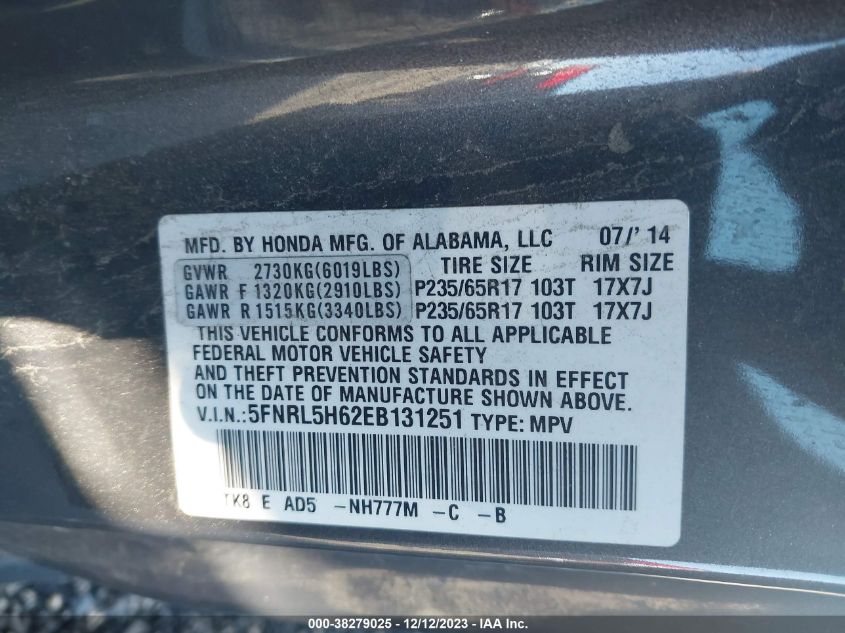 MFD. BY HONDA MFG. OF ALABAMA, LLC 07/' 14
GVWR 2730KG(6019LBS) TIRE SIZE RIM SIZE
GAWR F 1320KG(2910LBS) P235/65R17 103T 17X7J
GAWR R 1515KG(3340LBS) P235/65R17 103T 17X7J
THIS VEHICLE CONFORMS TO ALL APPLICABLE
FEDERAL MOTOR VEHICLE SAFETY
AND THEFT PREVENTION STANDARDS IN EFFECT
ON THE DATE OF MANUFACTURE SHOWN ABOVE.
V.I.N.:5FNRL5H62EB131251 TYPE: MPV
TK8 E AD5 -NH777M -C -B
000-38279025 - 12/12/2023 - IAA Inc.